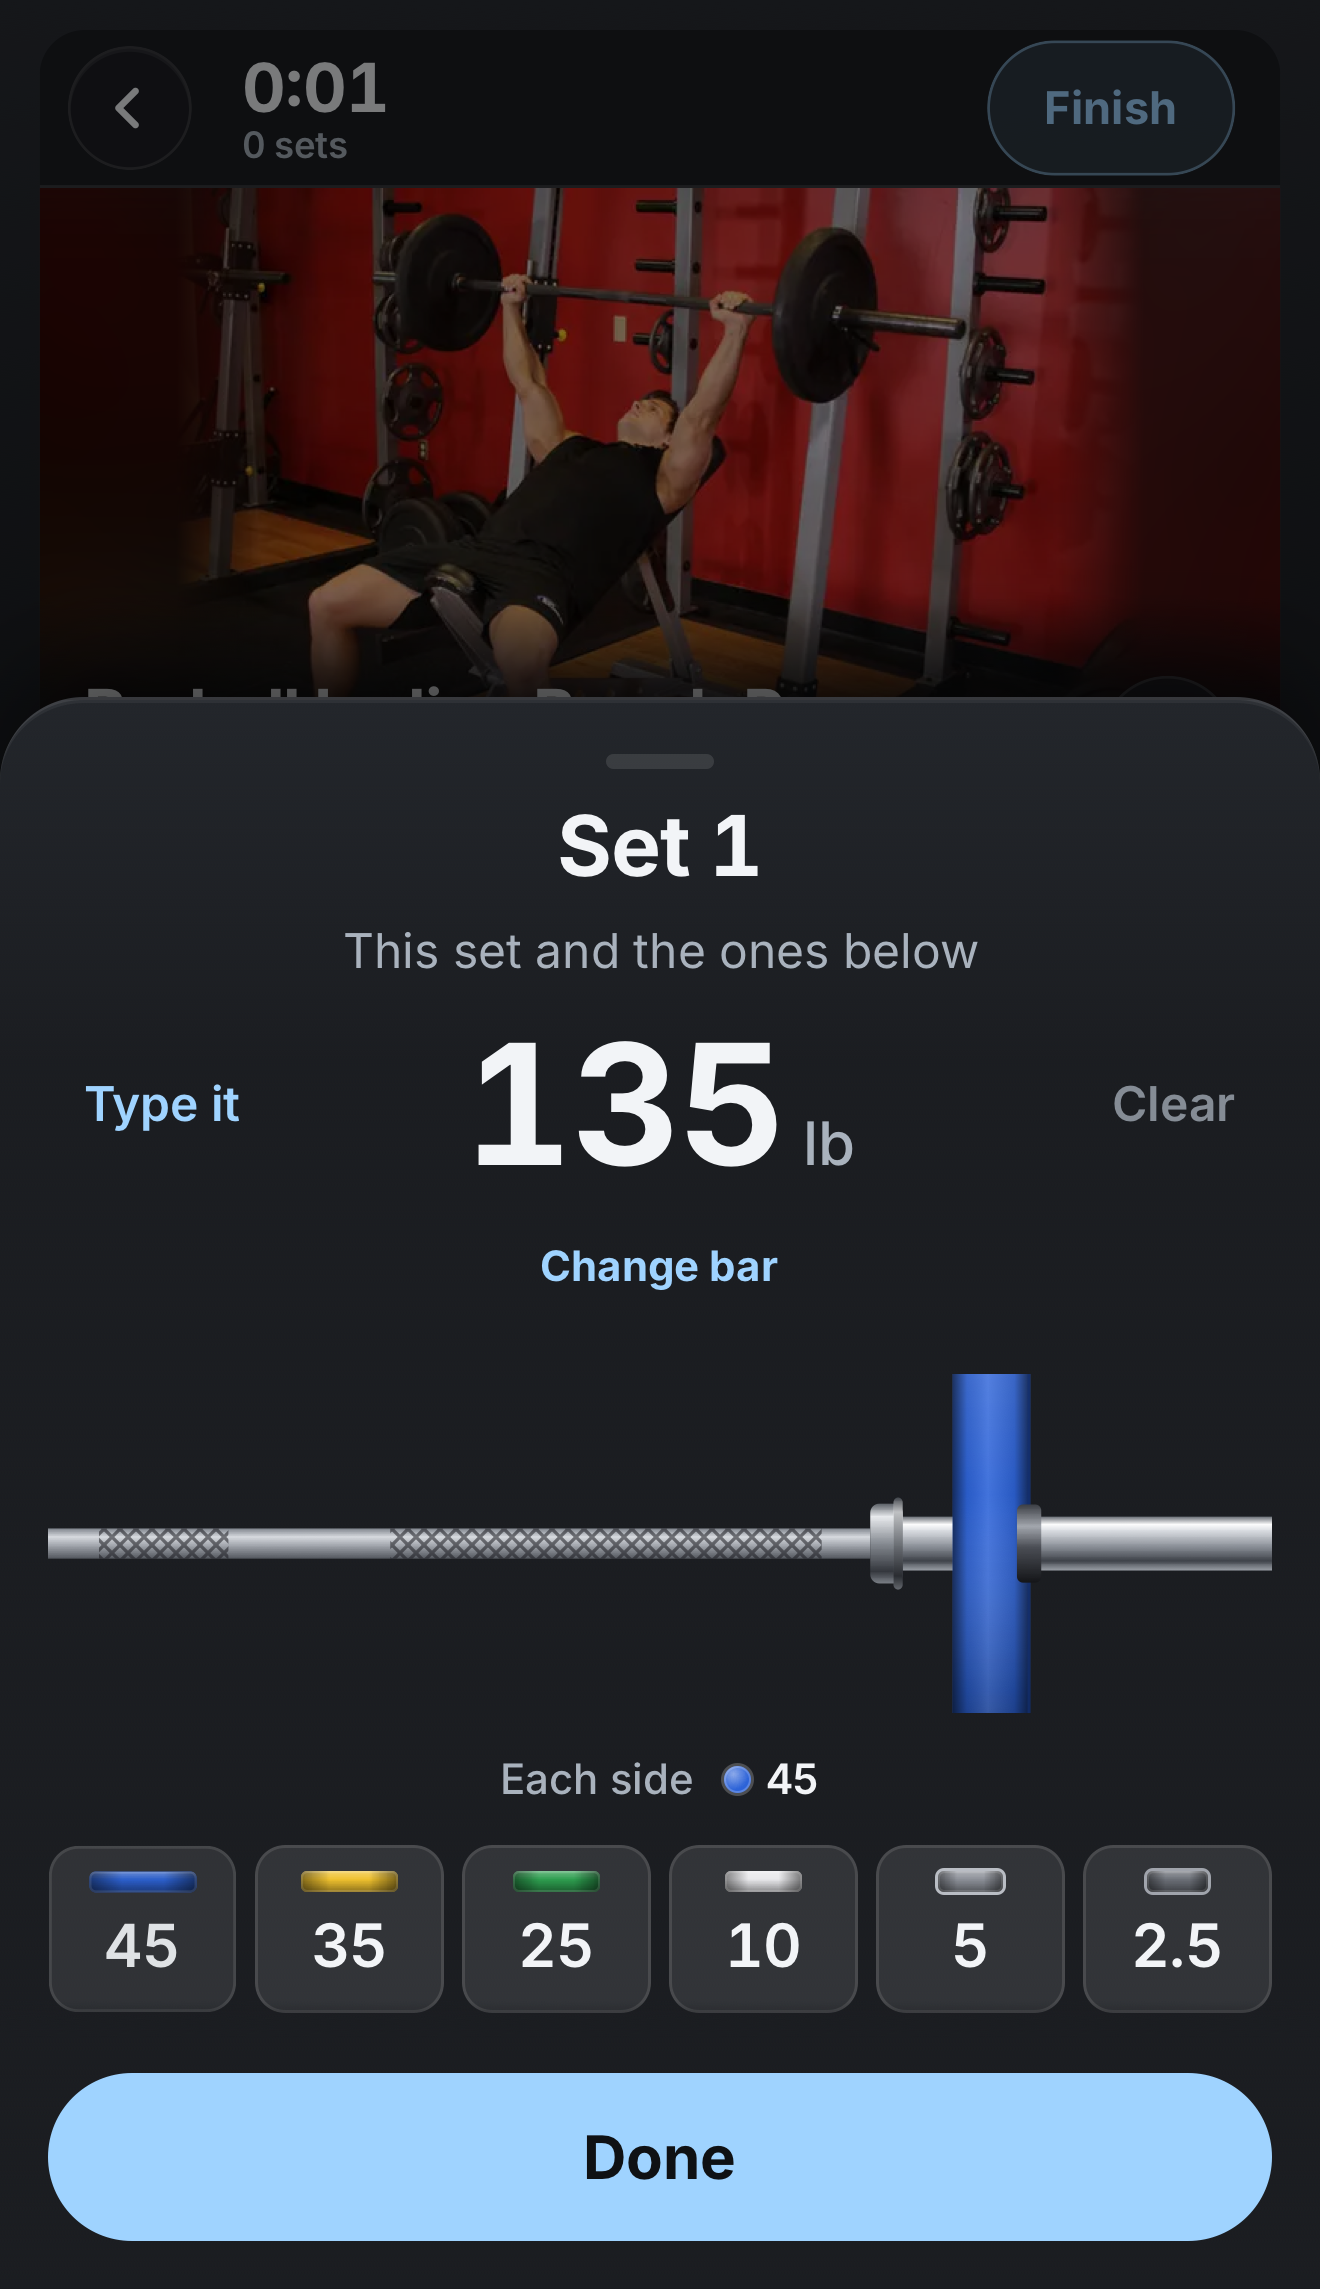 0:01
0 sets
Finish
Set 1
This set and the ones below
Type it
135 lb
Clear
Change bar
Each side 45
45
35
25
10
5
2.5
Done